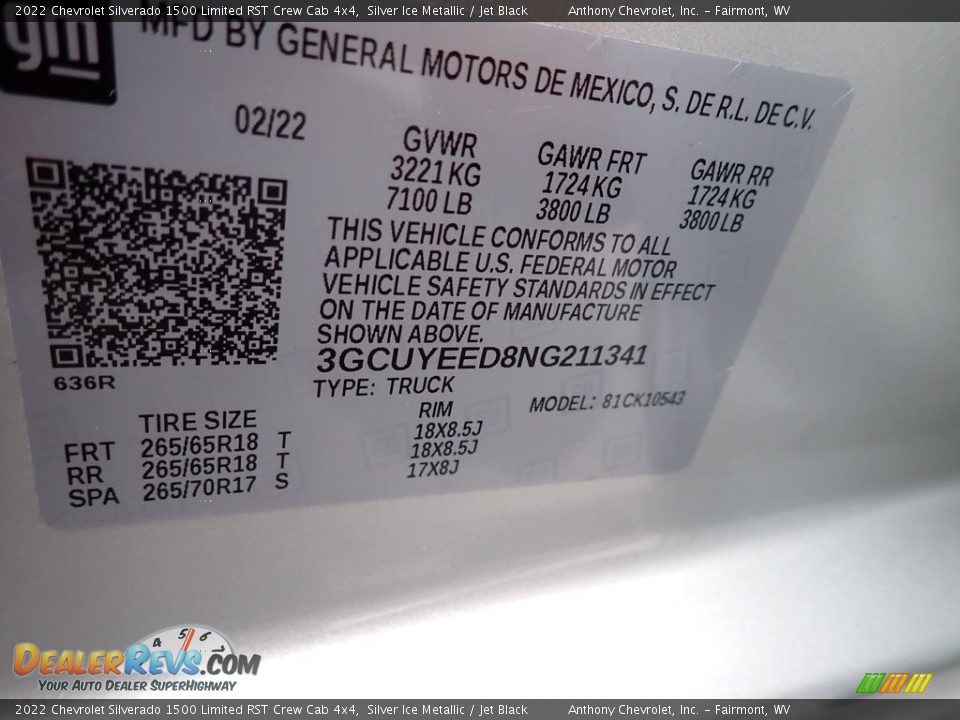 2022 Chevrolet Silverado 1500 Limited RST Crew Cab 4x4, Silver Ice Metallic / Jet Black Anthony Chevrolet, Inc. – Fairmont, WV
gm
MFD BY GENERAL MOTORS DE MEXICO, S. DE R.L. DE C.V.
02/22
GVWR GAWR FRT GAWR RR
3221 KG 1724 KG 1724 KG
7100 LB 3800 LB 3800 LB
THIS VEHICLE CONFORMS TO ALL
APPLICABLE U.S. FEDERAL MOTOR
VEHICLE SAFETY STANDARDS IN EFFECT
ON THE DATE OF MANUFACTURE
SHOWN ABOVE.
3GCUYEED8NG211341
636R
TYPE: TRUCK
MODEL: 81CK10543
TIRE SIZE RIM
FRT 265/65R18 T 18X8.5J
RR 265/65R18 T 18X8.5J
SPA 265/70R17 S 17X8J
4 5 6 7
DealerRevs.com
Your Auto Dealer SuperHighway
2022 Chevrolet Silverado 1500 Limited RST Crew Cab 4x4, Silver Ice Metallic / Jet Black Anthony Chevrolet, Inc. – Fairmont, WV